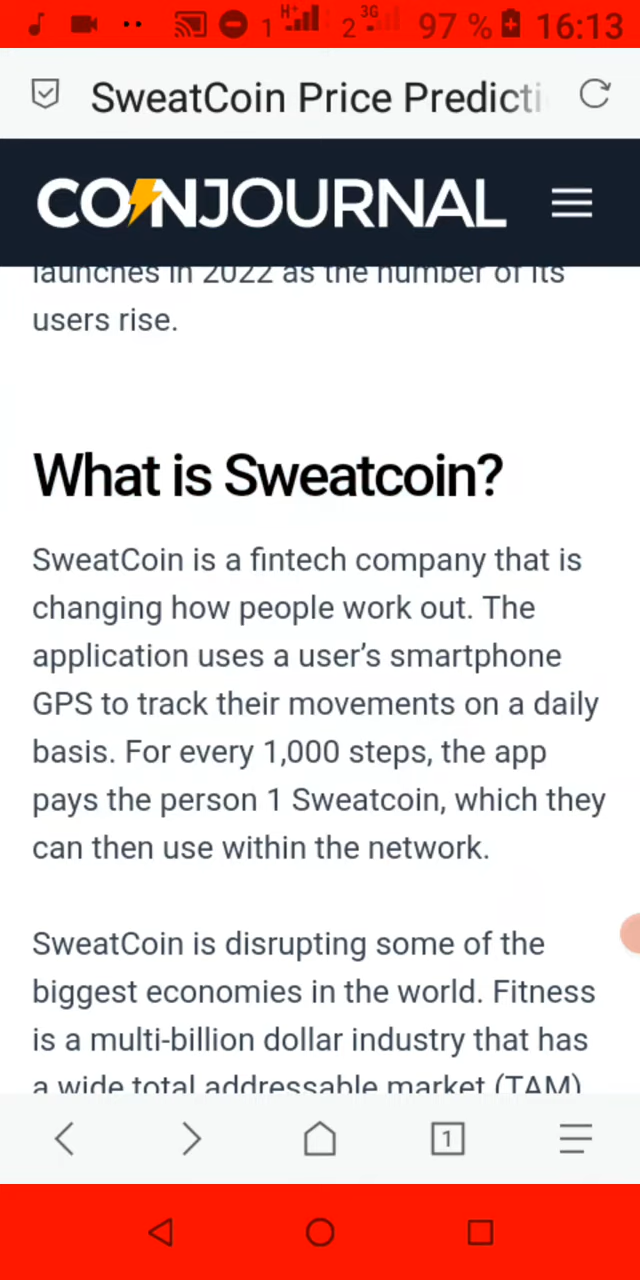 1 H+ 2 3G 97 % 16:13
SweatCoin Price Predicti
COINJOURNAL
launches in 2022 as the number of its
users rise.
What is Sweatcoin?
SweatCoin is a fintech company that is
changing how people work out. The
application uses a user’s smartphone
GPS to track their movements on a daily
basis. For every 1,000 steps, the app
pays the person 1 Sweatcoin, which they
can then use within the network.
SweatCoin is disrupting some of the
biggest economies in the world. Fitness
is a multi-billion dollar industry that has
a wide total addressable market (TAM)
1